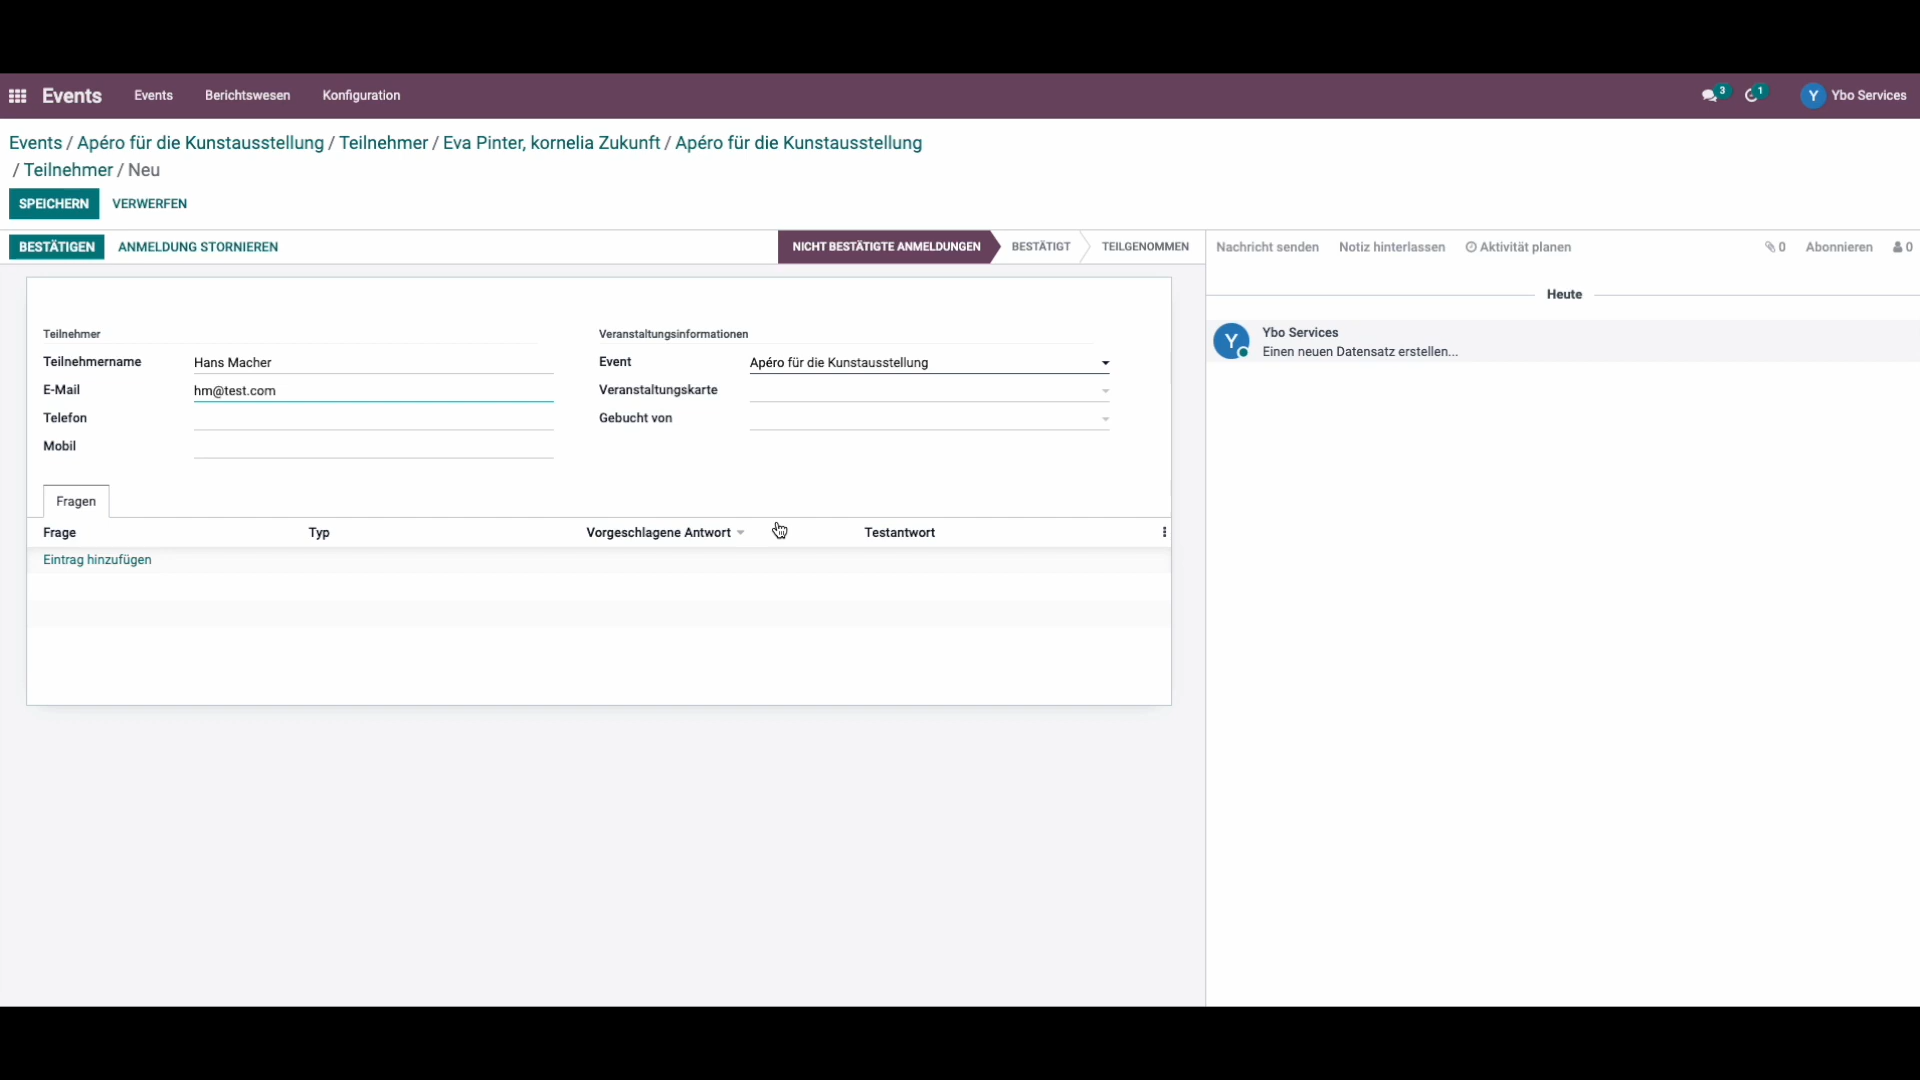 Events Events Berichtswesen Konfiguration 3 1 Y Ybo Services
Events / Apéro für die Kunstausstellung / Teilnehmer / Eva Pinter, kornelia Zukunft / Apéro für die Kunstausstellung
/ Teilnehmer / Neu
SPEICHERN VERWERFEN
BESTÄTIGEN ANMELDUNG STORNIEREN NICHT BESTÄTIGTE ANMELDUNGEN BESTÄTIGT TEILGENOMMEN Nachricht senden Notiz hinterlassen Aktivität planen 0 Abonnieren 0
Heute
Y Ybo Services
Einen neuen Datensatz erstellen...
Teilnehmer Veranstaltungsinformationen
Teilnehmername Hans Macher Event Apéro für die Kunstausstellung
E-Mail hm@test.com Veranstaltungskarte
Telefon Gebucht von
Mobil
Fragen
Frage Typ Vorgeschlagene Antwort Testantwort
Eintrag hinzufügen